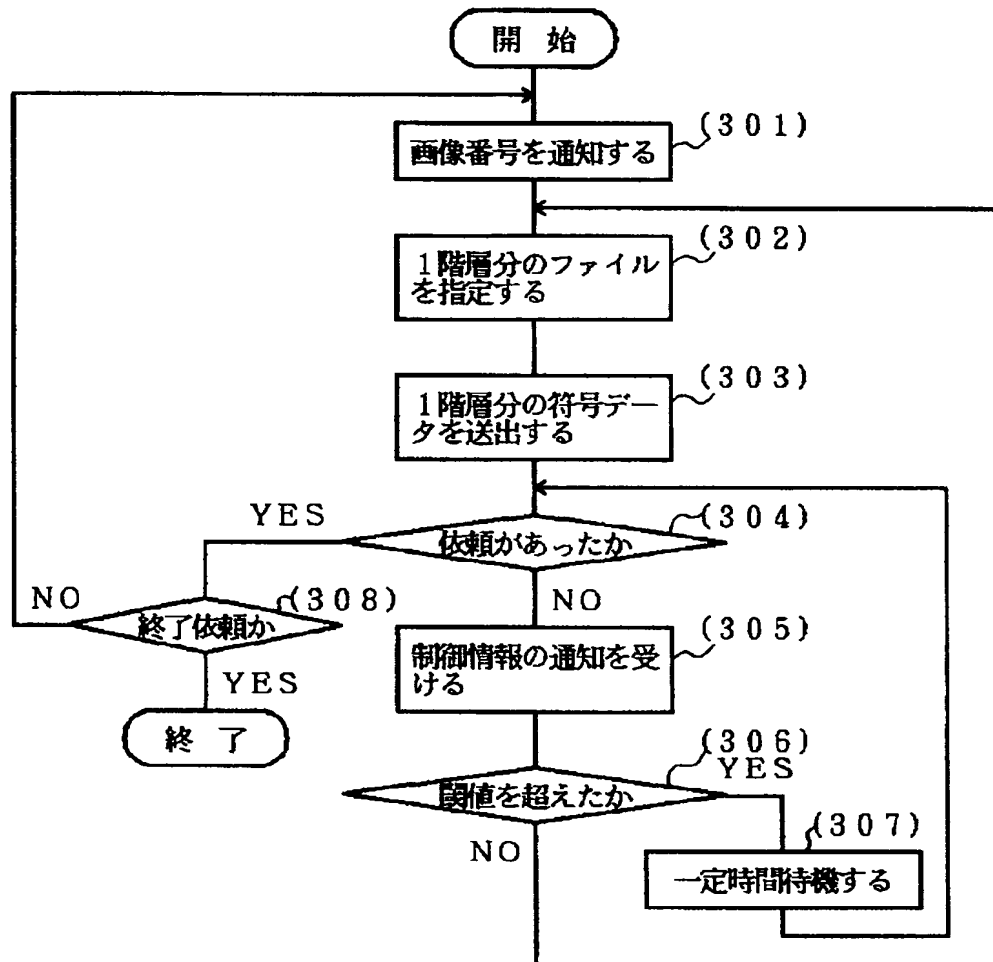 開 始
(301)
画像番号を通知する
(302)
1階層分のファイル
を指定する
(303)
1階層分の符号デー
タを送出する
YES
(304)
依頼があったか
NO
(308)
NO
終了依頼か
(305)
制御情報の通知を受
ける
YES
終 了
(306)
YES
閾値を超えたか
(307)
NO
一定時間待機する